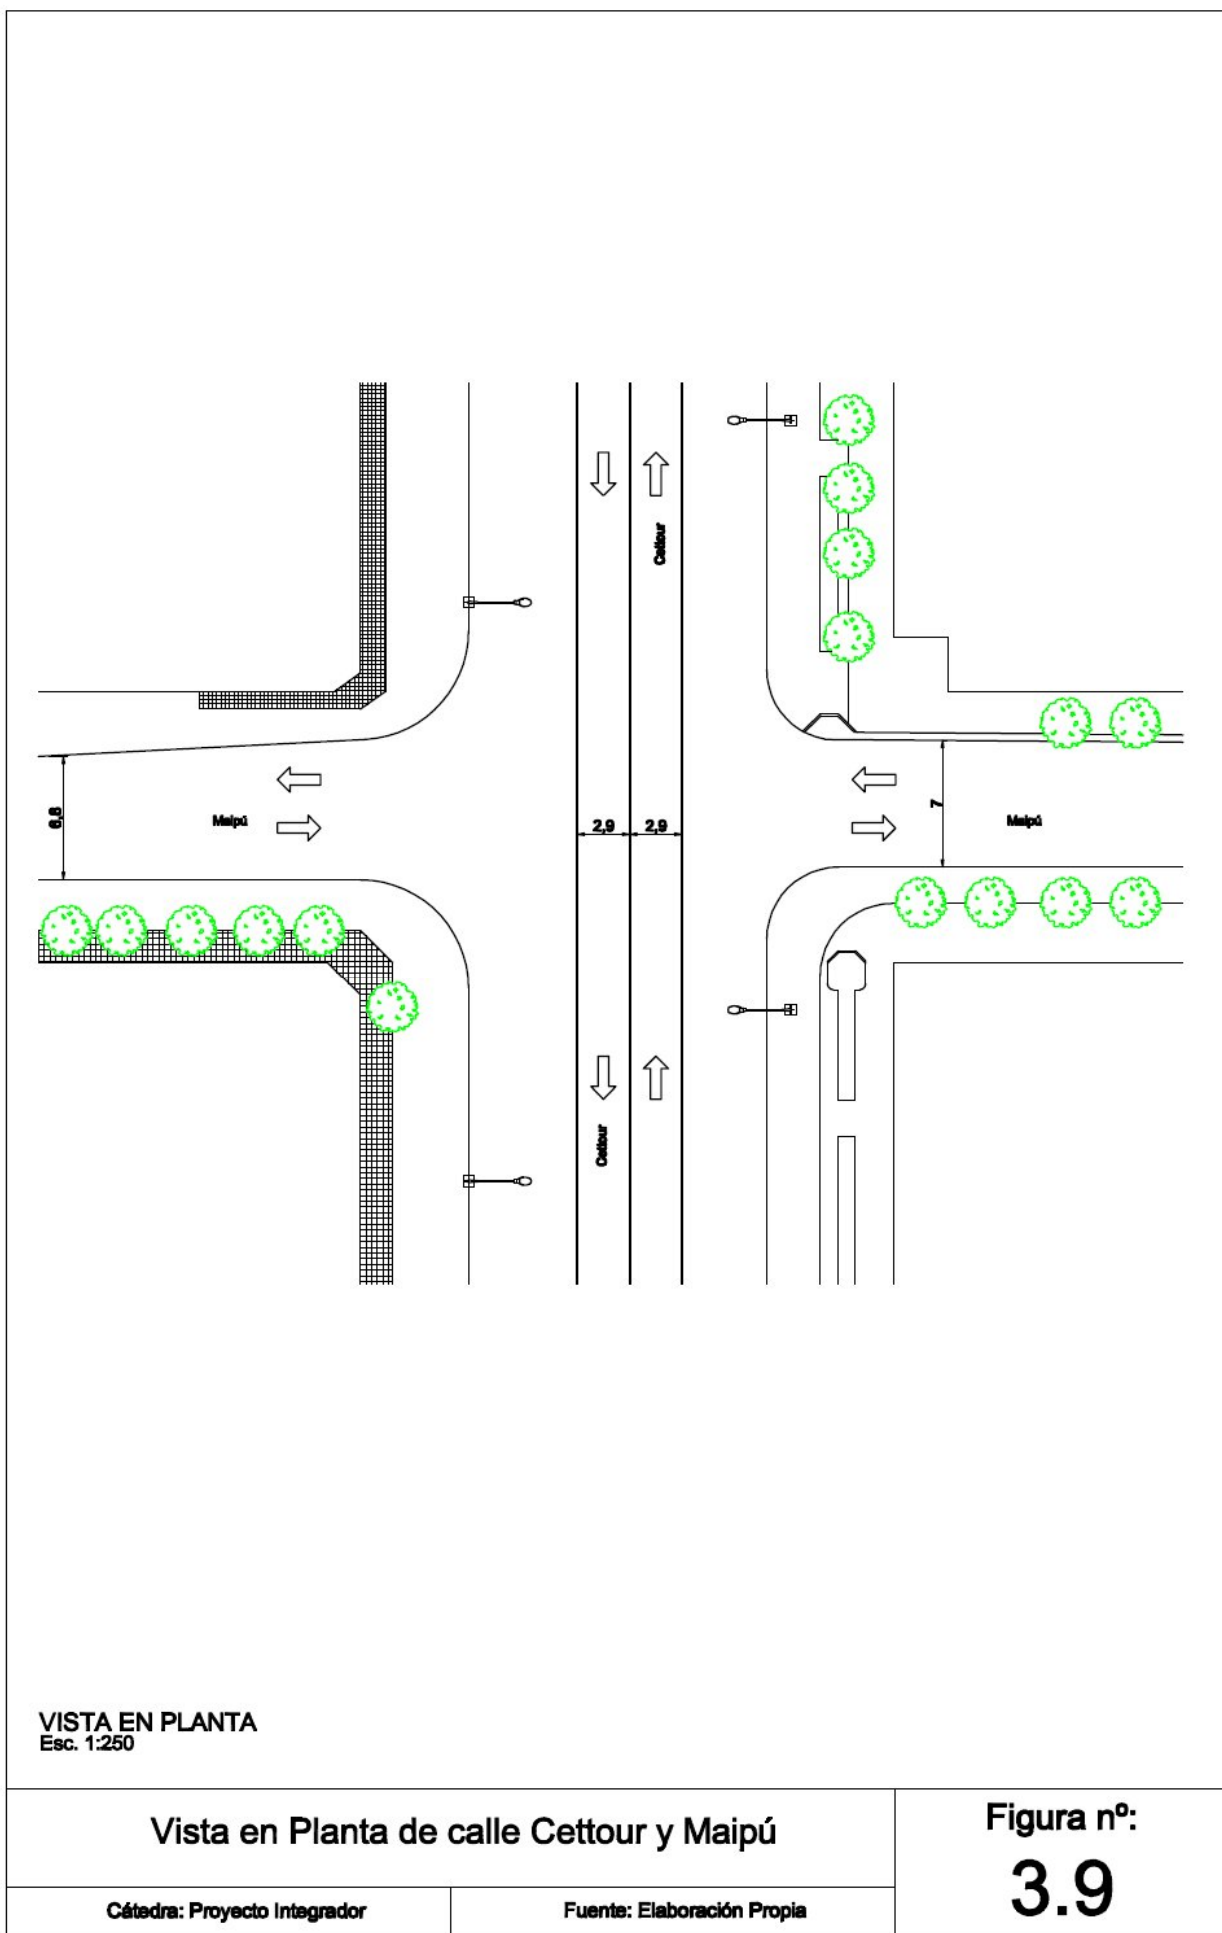 Cettour
6,8
Maipú
2,9
2,9
7
Maipú
Cettour
VISTA EN PLANTA
Esc. 1:250
Vista en Planta de calle Cettour y Maipú
Figura nº:
3.9
Cátedra: Proyecto Integrador
Fuente: Elaboración Propia